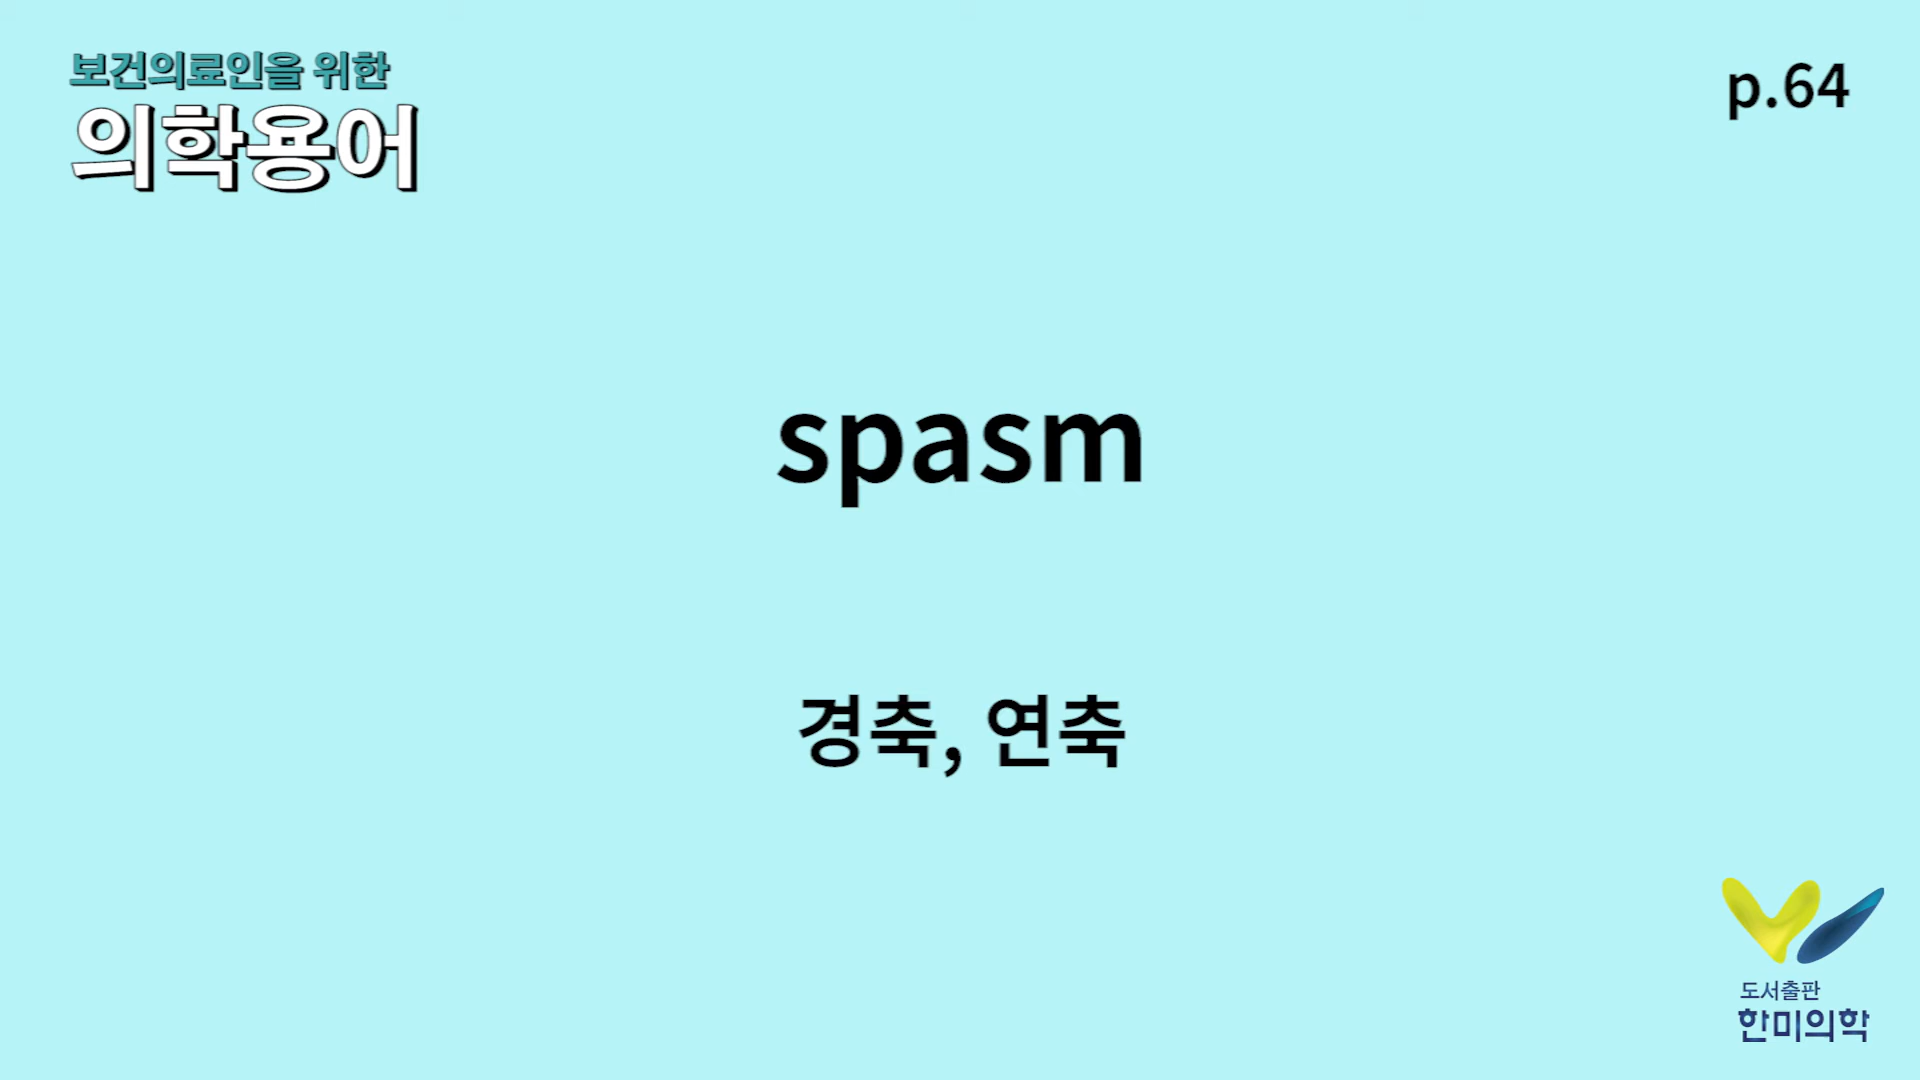 보건의료인을 위한
의학용어
p.64
spasm
경축, 연축
도서출판
한미의학